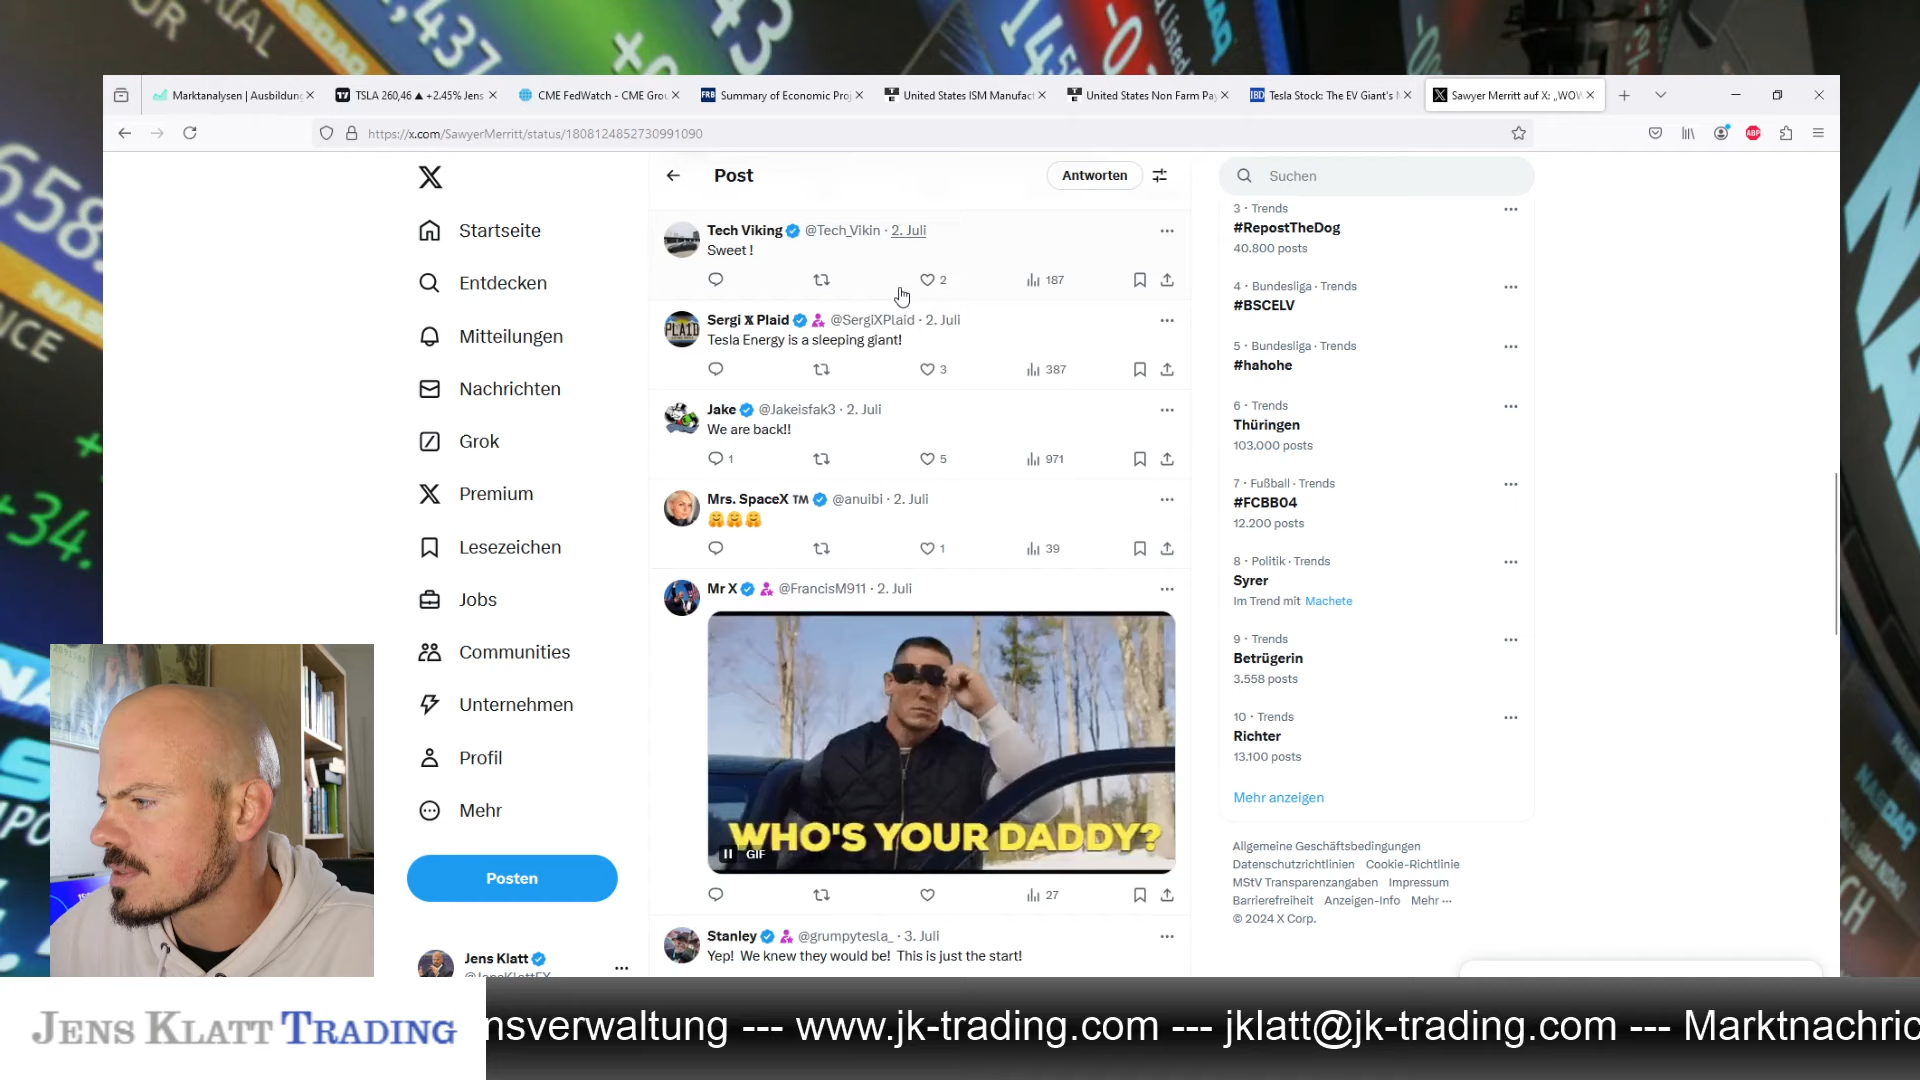 Marktanalysen | Ausbildung
TSLA 260,46 ▲ +2.45% Jens
CME FedWatch - CME Grou
FRB Summary of Economic Proj
United States ISM Manufact
United States Non Farm Pay
IBD Tesla Stock: The EV Giant's
Sawyer Merritt auf X: „WOW
https://x.com/SawyerMerritt/status/1808124852730991090
ABP
Post
Antworten
Suchen
Startseite
Entdecken
Mitteilungen
Nachrichten
Grok
Premium
Lesezeichen
Jobs
Communities
Unternehmen
Profil
Mehr
Posten
Jens Klatt
@JensKlattFX
Tech Viking @Tech_Vikin · 2. Juli
Sweet !
2
187
Sergi X Plaid @SergiXPlaid · 2. Juli
Tesla Energy is a sleeping giant!
3
387
Jake @Jakeisfak3 · 2. Juli
We are back!!
1
5
971
Mrs. SpaceX ™ @anuibi · 2. Juli
🤗🤗🤗
1
39
Mr X @FrancisM911 · 2. Juli
WHO'S YOUR DADDY?
GIF
27
Stanley @grumpytesla_ · 3. Juli
Yep! We knew they would be! This is just the start!
3 · Trends
#RepostTheDog
40.800 posts
4 · Bundesliga · Trends
#BSCELV
5 · Bundesliga · Trends
#hahohe
6 · Trends
Thüringen
103.000 posts
7 · Fußball · Trends
#FCBB04
12.200 posts
8 · Politik · Trends
Syrer
Im Trend mit Machete
9 · Trends
Betrügerin
3.558 posts
10 · Trends
Richter
13.100 posts
Mehr anzeigen
Allgemeine Geschäftsbedingungen
Datenschutzrichtlinien Cookie-Richtlinie
MStV Transparenzangaben Impressum
Barrierefreiheit Anzeigen-Info Mehr ···
© 2024 X Corp.
JENS KLATT TRADING
nsverwaltung --- www.jk-trading.com --- jklatt@jk-trading.com --- Marktnachric